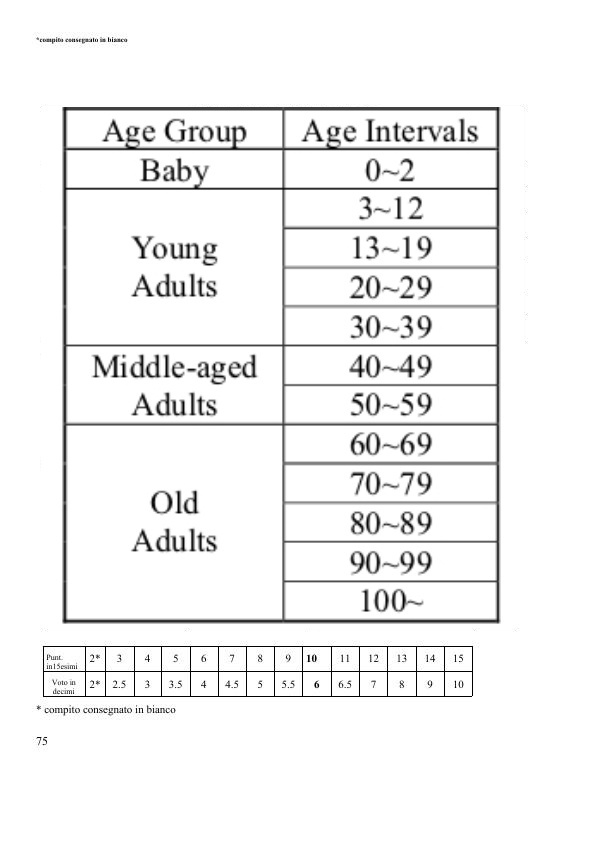 *compito consegnato in bianco
Age Group Age Intervals
Baby 0~2
Young Adults 3~12
13~19
20~29
30~39
Middle-aged Adults 40~49
50~59
Old Adults 60~69
70~79
80~89
90~99
100~
Punt. in15esimi 2* 3 4 5 6 7 8 9 10 11 12 13 14 15
Voto in decimi 2* 2.5 3 3.5 4 4.5 5 5.5 6 6.5 7 8 9 10
* compito consegnato in bianco
75